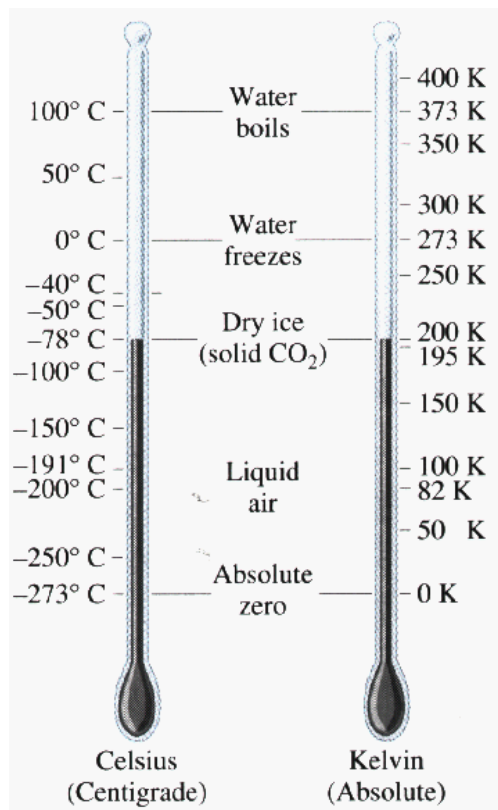 100° C
50° C
0° C
–40° C
–50° C
–78° C
–100° C
–150° C
–191° C
–200° C
–250° C
–273° C
Water
boils
Water
freezes
Dry ice
(solid CO₂)
Liquid
air
Absolute
zero
400 K
373 K
350 K
300 K
273 K
250 K
200 K
195 K
150 K
100 K
82 K
50 K
0 K
Celsius
(Centigrade)
Kelvin
(Absolute)